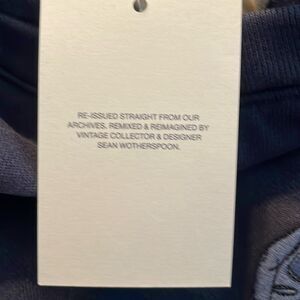 RE-ISSUED STRAIGHT FROM OUR
ARCHIVES. REMIXED & REIMAGINED BY
VINTAGE COLLECTOR & DESIGNER
SEAN WOTHERSPOON.